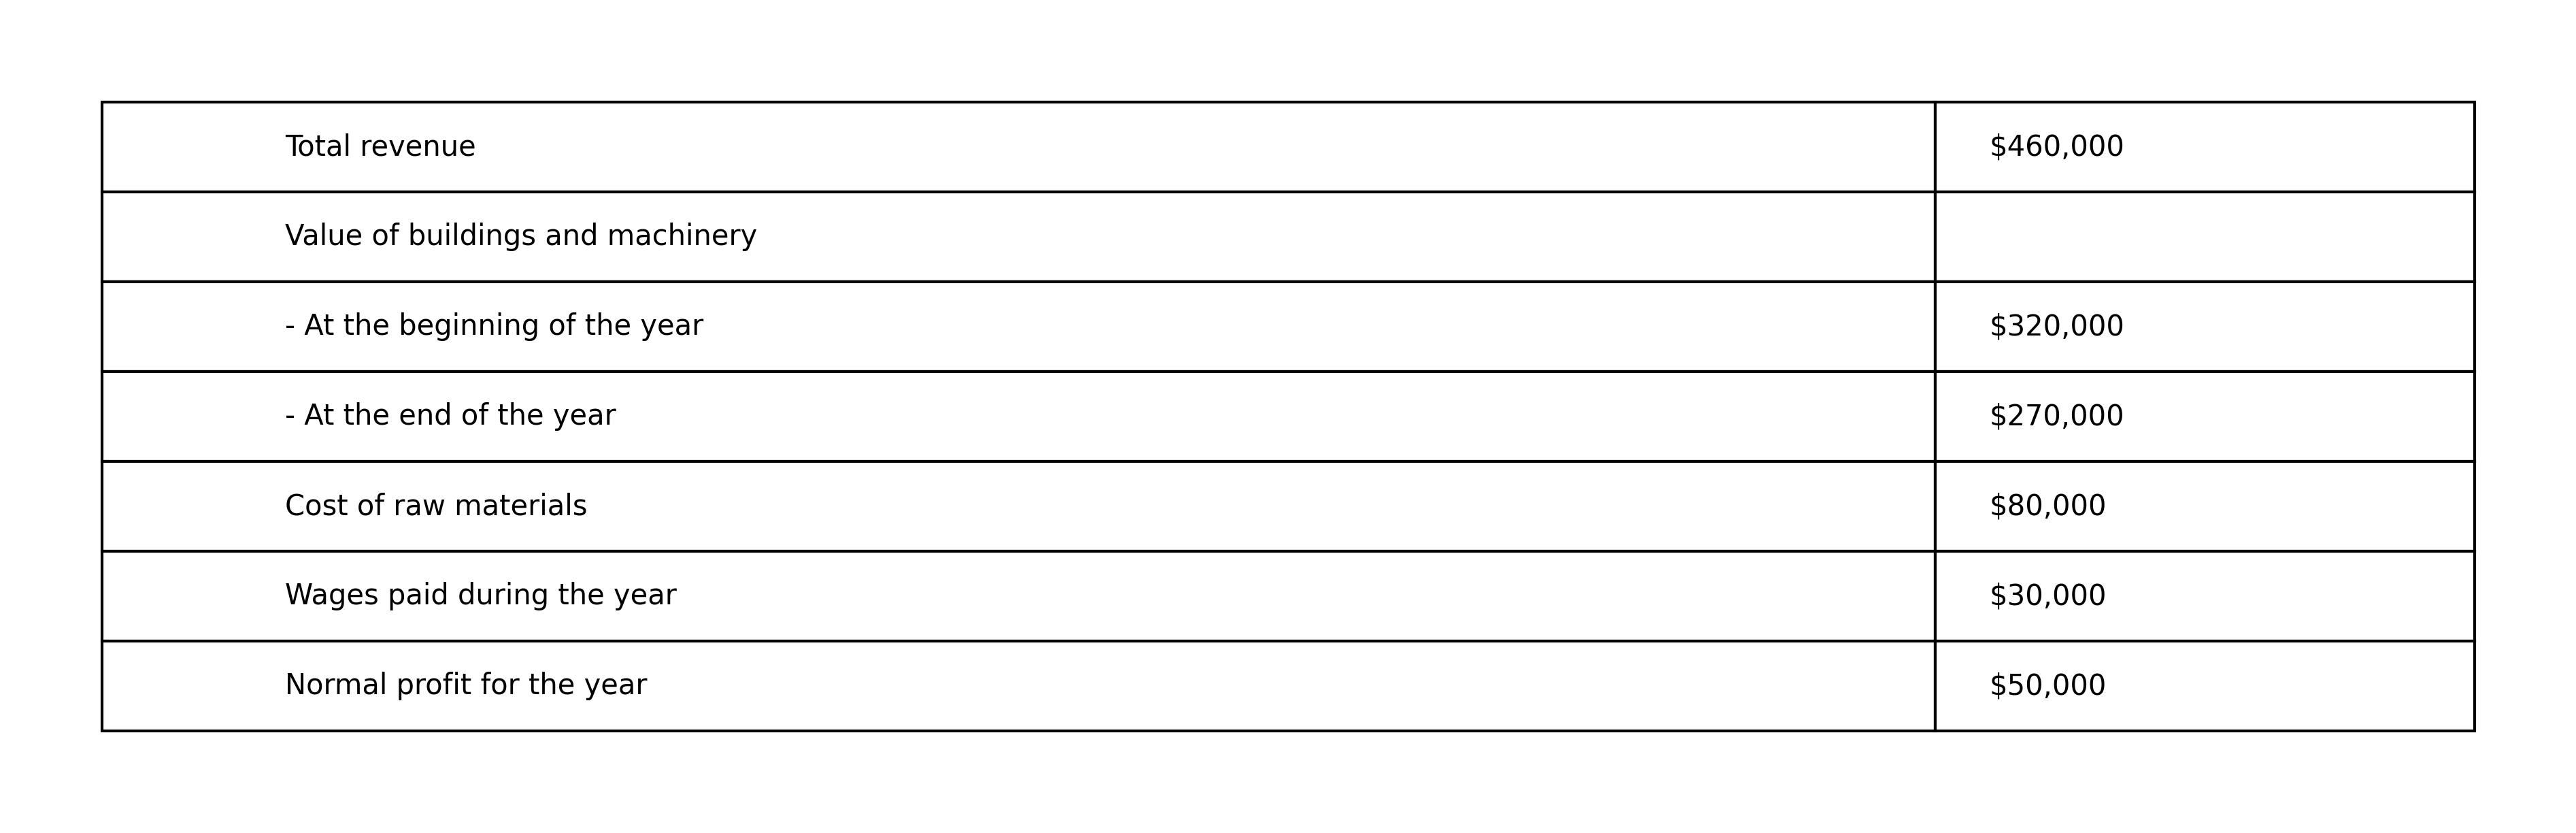 Total revenue $460,000
Value of buildings and machinery
- At the beginning of the year $320,000
- At the end of the year $270,000
Cost of raw materials $80,000
Wages paid during the year $30,000
Normal profit for the year $50,000